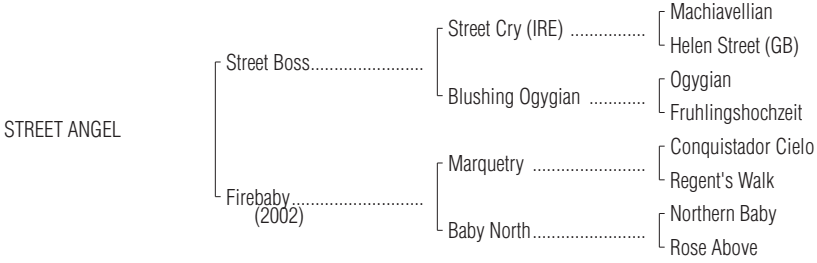 Machiavellian
Street Cry (IRE) ................
Helen Street (GB)
Street Boss........................
Ogygian
Blushing Ogygian ............
Fruhlingshochzeit
STREET ANGEL
Conquistador Cielo
Marquetry ........................
Regent's Walk
Firebaby............................
(2002)
Northern Baby
Baby North........................
Rose Above